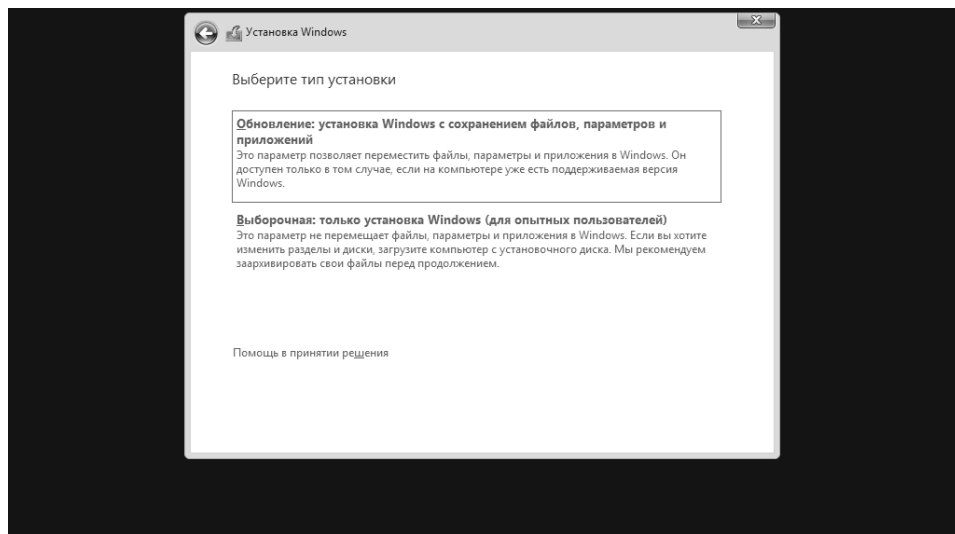 Установка Windows
Выберите тип установки
Обновление: установка Windows с сохранением файлов, параметров и
приложений
Это параметр позволяет переместить файлы, параметры и приложения в Windows. Он
доступен только в том случае, если на компьютере уже есть поддерживаемая версия
Windows.
Выборочная: только установка Windows (для опытных пользователей)
Это параметр не перемещает файлы, параметры и приложения в Windows. Если вы хотите
изменить разделы и диски, загрузите компьютер с установочного диска. Мы рекомендуем
заархивировать свои файлы перед продолжением.
Помощь в принятии решения